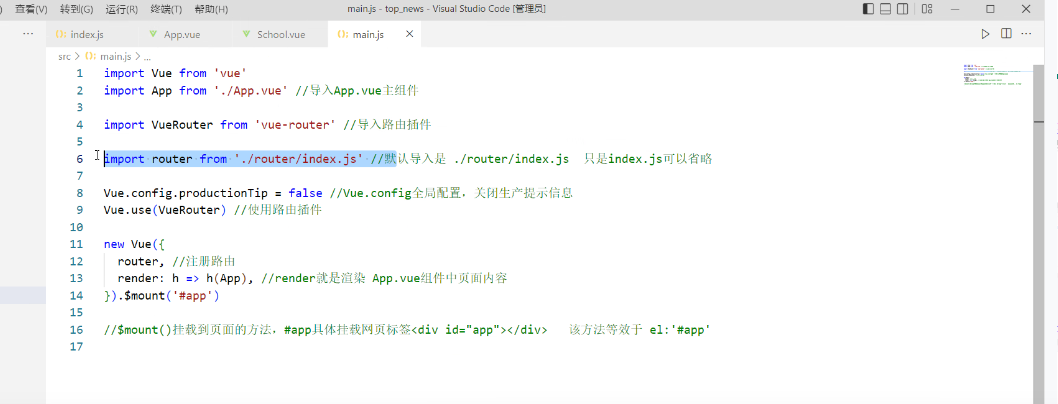 ) 查看(V) 转到(G) 运行(R) 终端(T) 帮助(H) main.js - top_news - Visual Studio Code [管理员]
index.js App.vue School.vue main.js
src > main.js > ...
1 import Vue from 'vue'
2 import App from './App.vue' //导入App.vue主组件
3
4 import VueRouter from 'vue-router' //导入路由插件
5
6 import router from './router/index.js' //默认导入是 ./router/index.js 只是index.js可以省略
7
8 Vue.config.productionTip = false //Vue.config全局配置，关闭生产提示信息
9 Vue.use(VueRouter) //使用路由插件
10
11 new Vue({
12 router, //注册路由
13 render: h => h(App), //render就是渲染 App.vue组件中页面内容
14 }).$mount('#app')
15
16 //$mount()挂载到页面的方法，#app具体挂载网页标签<div id="app"></div> 该方法等效于 el:'#app'
17